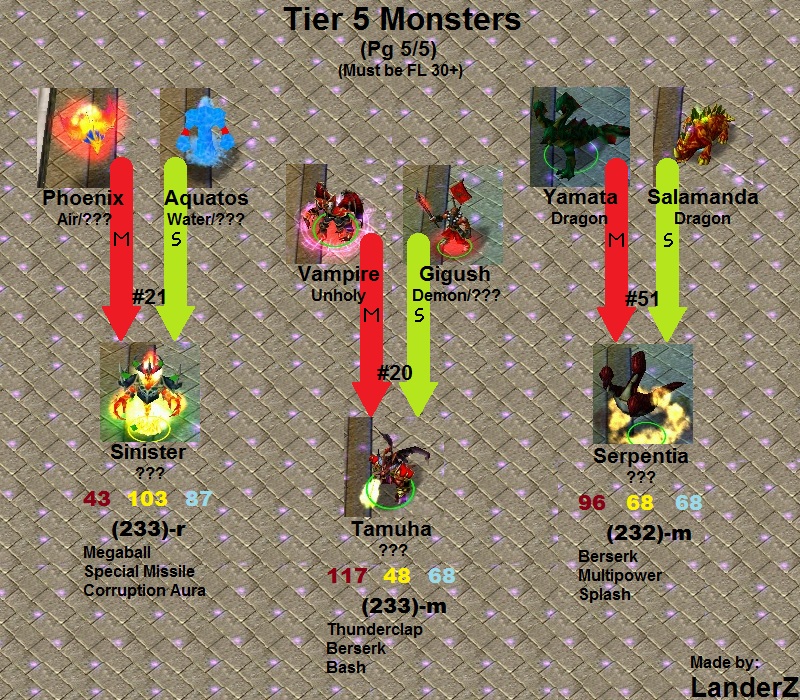 Tier 5 Monsters
(Pg 5/5)
(Must be FL 30+)
Phoenix
Air/???
M
Aquatos
Water/???
S
#21
Sinister
???
43 103 87
(233)-r
Megaball
Special Missile
Corruption Aura
Vampire
Unholy
M
Gigush
Demon/???
S
#20
Tamuha
???
117 48 68
(233)-m
Thunderclap
Berserk
Bash
Yamata
Dragon
M
Salamanda
Dragon
S
#51
Serpentia
???
96 68 68
(232)-m
Berserk
Multipower
Splash
Made by:
LanderZ